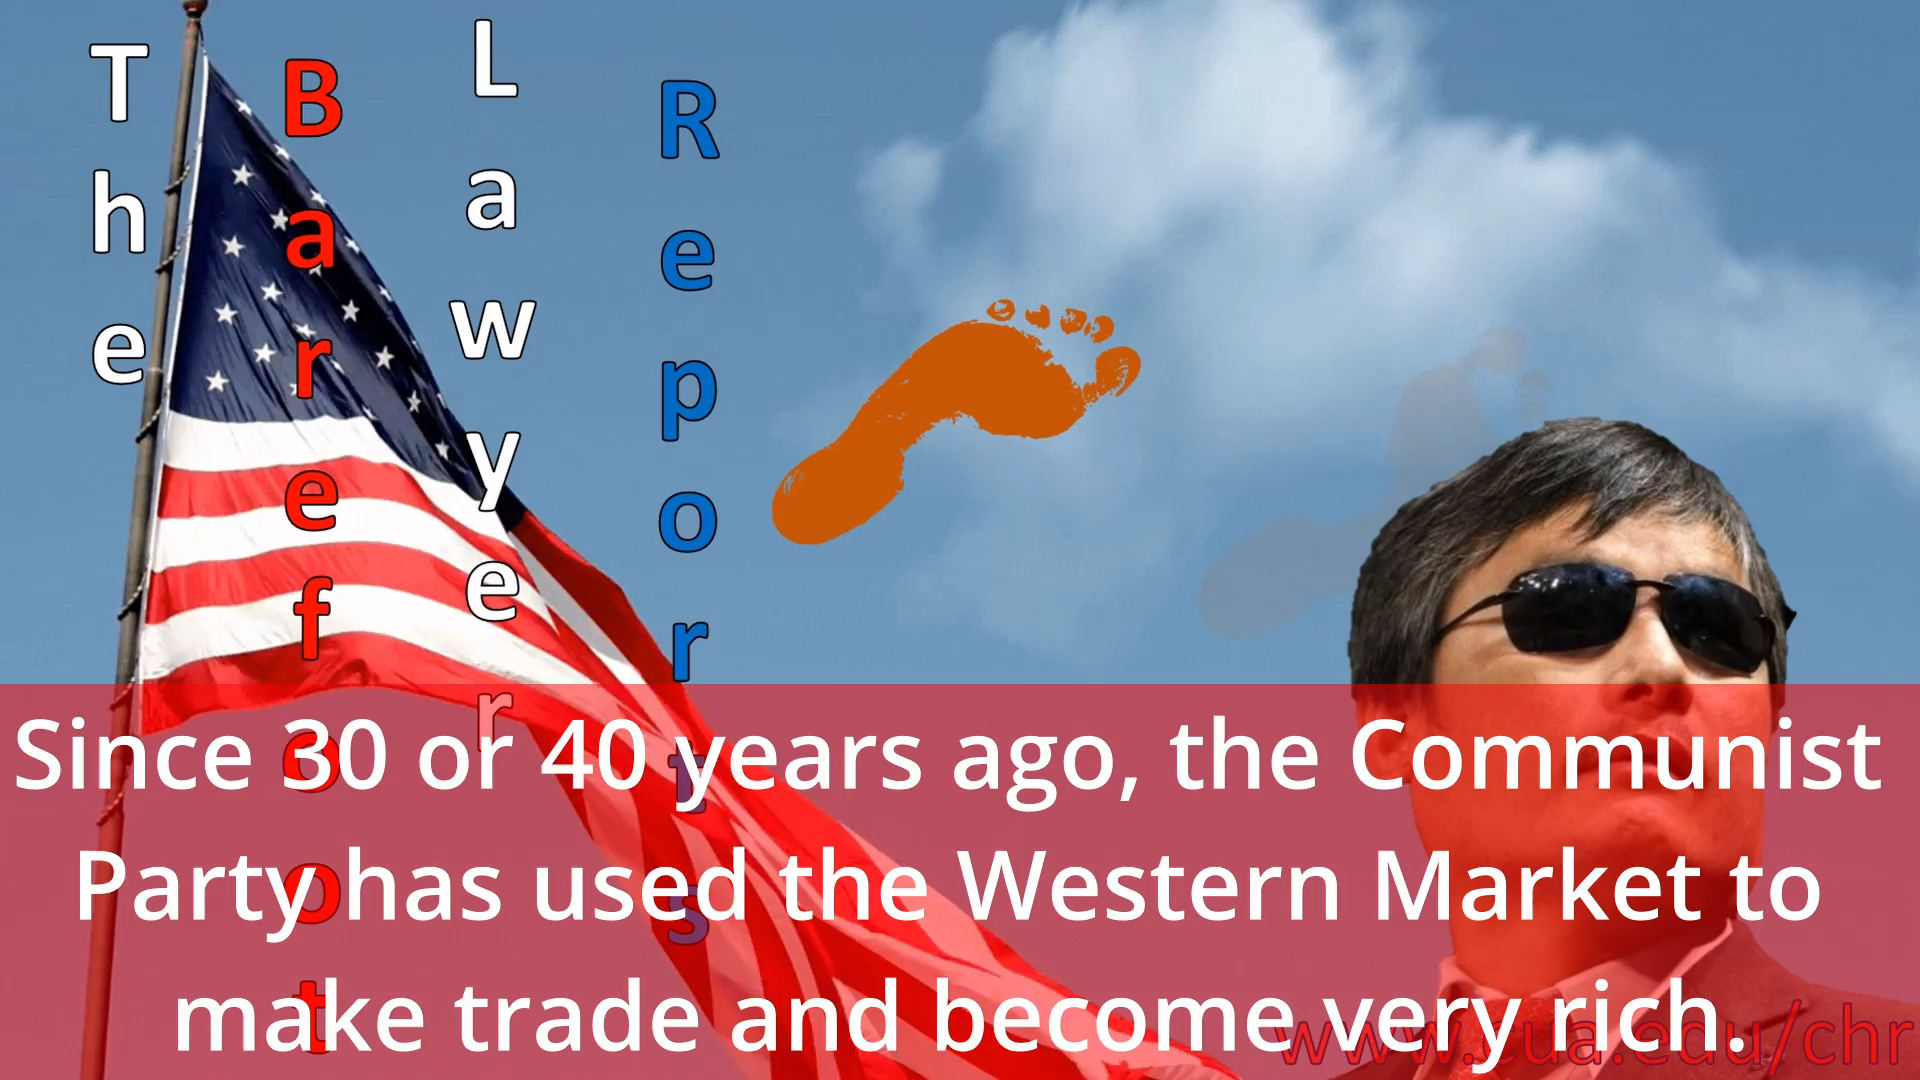 The
Barefoot
Lawyer
Reports
Since 30 or 40 years ago, the Communist
Party has used the Western Market to
make trade and become very rich.
www.cua.edu/chr